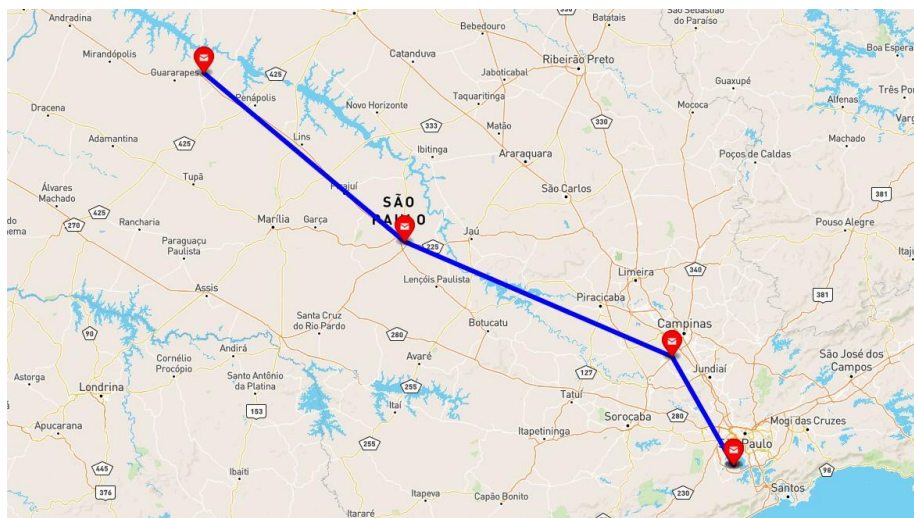 Andradina
Bebedouro
Batatais
São Sebastião
do Paraíso
Mirandópolis
Catanduva
Ribeirão Preto
Boa Espera
Guararapes
425
Jaboticabal
Guaxupé
Penápolis
Taquaritinga
Alfenas
Três Pon
Dracena
Novo Horizonte
Mococa
Varg
333
Matão
330
Adamantina
425
Lins
Ibitinga
Araraquara
Machado
Poços de Caldas
Tupã
São Carlos
381
Álvares
Machado
SÃO
PAULO
425
Rancharia
Marília
Garça
Jaú
Pouso Alegre
270
225
Paraguaçu
Paulista
Limeira
340
Itaju
Lençóis Paulista
Piracicaba
381
Assis
Santa Cruz
do Rio Pardo
Botucatu
Campinas
90
280
Andirá
Avaré
São José dos
Campos
Cornélio
Procópio
Santo Antônio
da Platina
127
Jundiaí
Astorga
Londrina
255
Tatuí
153
Itaí
280
Sorocaba
Mogi das Cruzes
Apucarana
Itapetininga
255
445
Ibaiti
98
376
Itapeva
Capão Bonito
230
Santos
Itararé